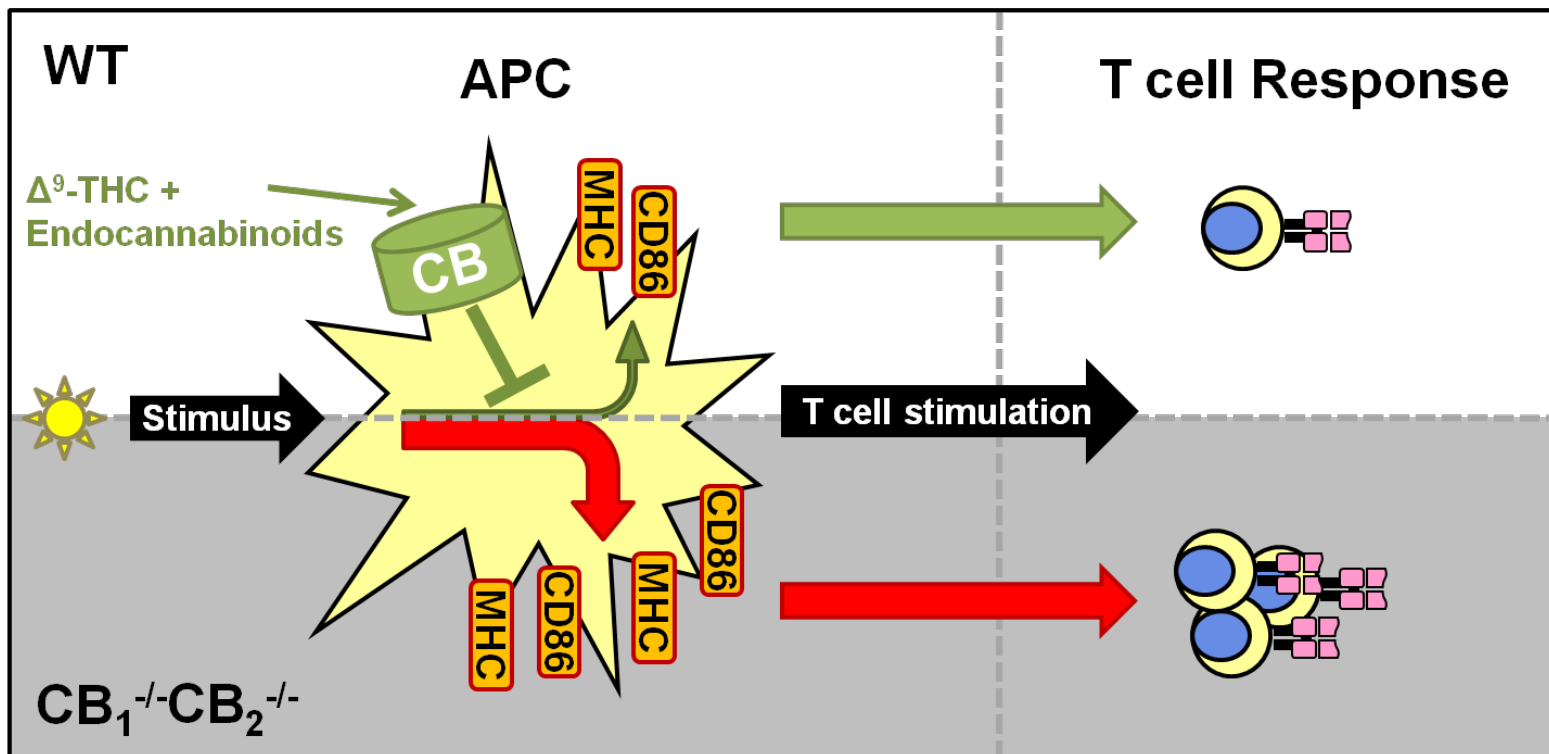 WT
APC
T cell Response
Δ⁹-THC +
Endocannabinoids
CB
MHC
CD86
Stimulus
T cell stimulation
MHC
CD86
MHC
CD86
CB₁⁻/⁻CB₂⁻/⁻